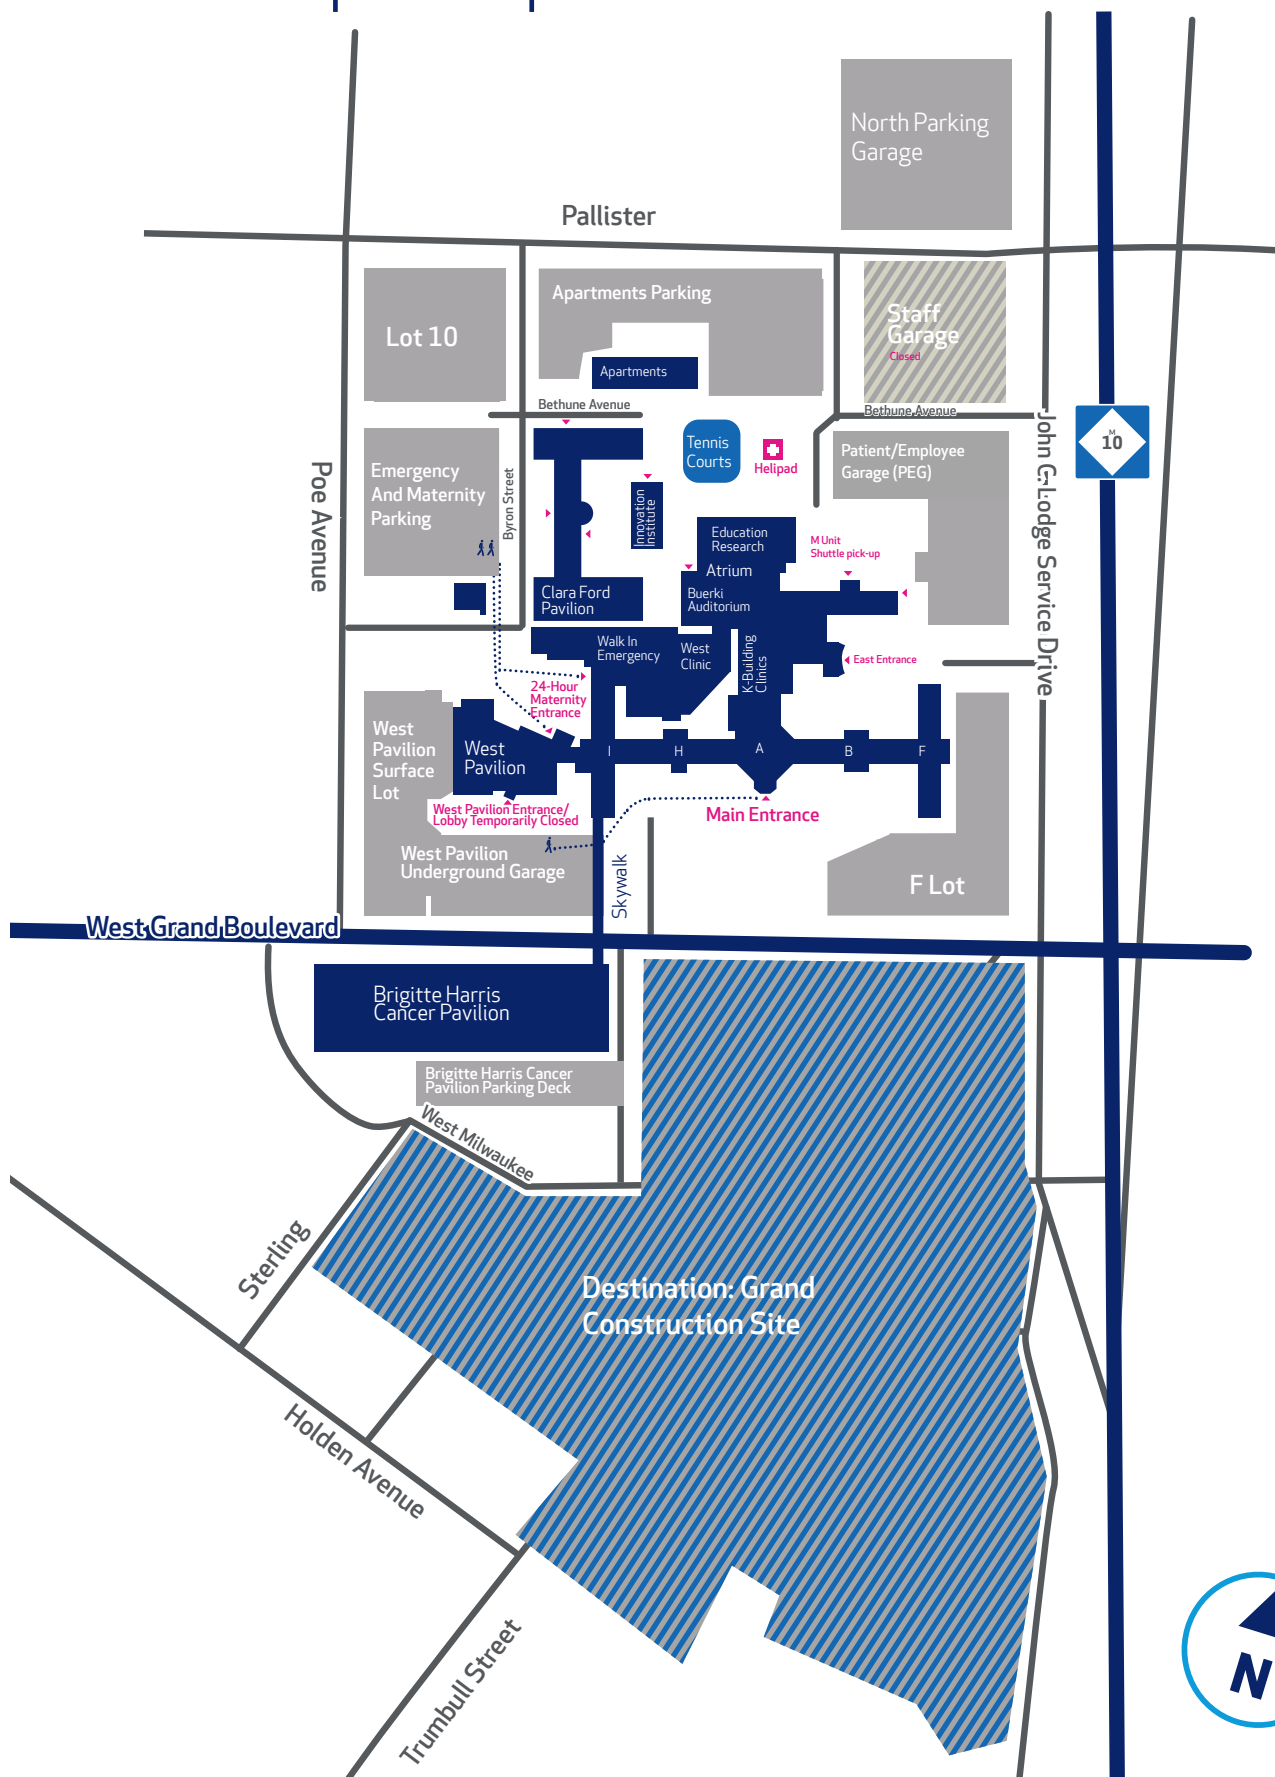 North Parking
Garage
Pallister
Lot 10
Apartments Parking
Staff
Garage
Closed
Apartments
Bethune Avenue
Bethune Avenue
M
10
Tennis
Courts
Helipad
Patient/Employee
Garage (PEG)
Emergency
And Maternity
Parking
Poe Avenue
Byron Street
Innovation
Institute
John C. Lodge Service Drive
Education
Research
Atrium
M Unit
Shuttle pick-up
Clara Ford
Pavilion
Buerki
Auditorium
Walk In
Emergency
West
Clinic
K-Building
Clinics
East Entrance
24-Hour
Maternity
Entrance
West
Pavilion
Surface
Lot
West
Pavilion
I
H
A
B
F
West Pavilion Entrance/
Lobby Temporarily Closed
Main Entrance
West Pavilion
Underground Garage
Skywalk
F Lot
West Grand Boulevard
Brigitte Harris
Cancer Pavilion
Brigitte Harris Cancer
Pavilion Parking Deck
West Milwaukee
Sterling
Destination: Grand
Construction Site
Holden Avenue
Trumbull Street
N